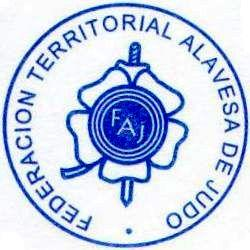 FEDERACION TERRITORIAL ALAVESA DE JUDO
FAJ